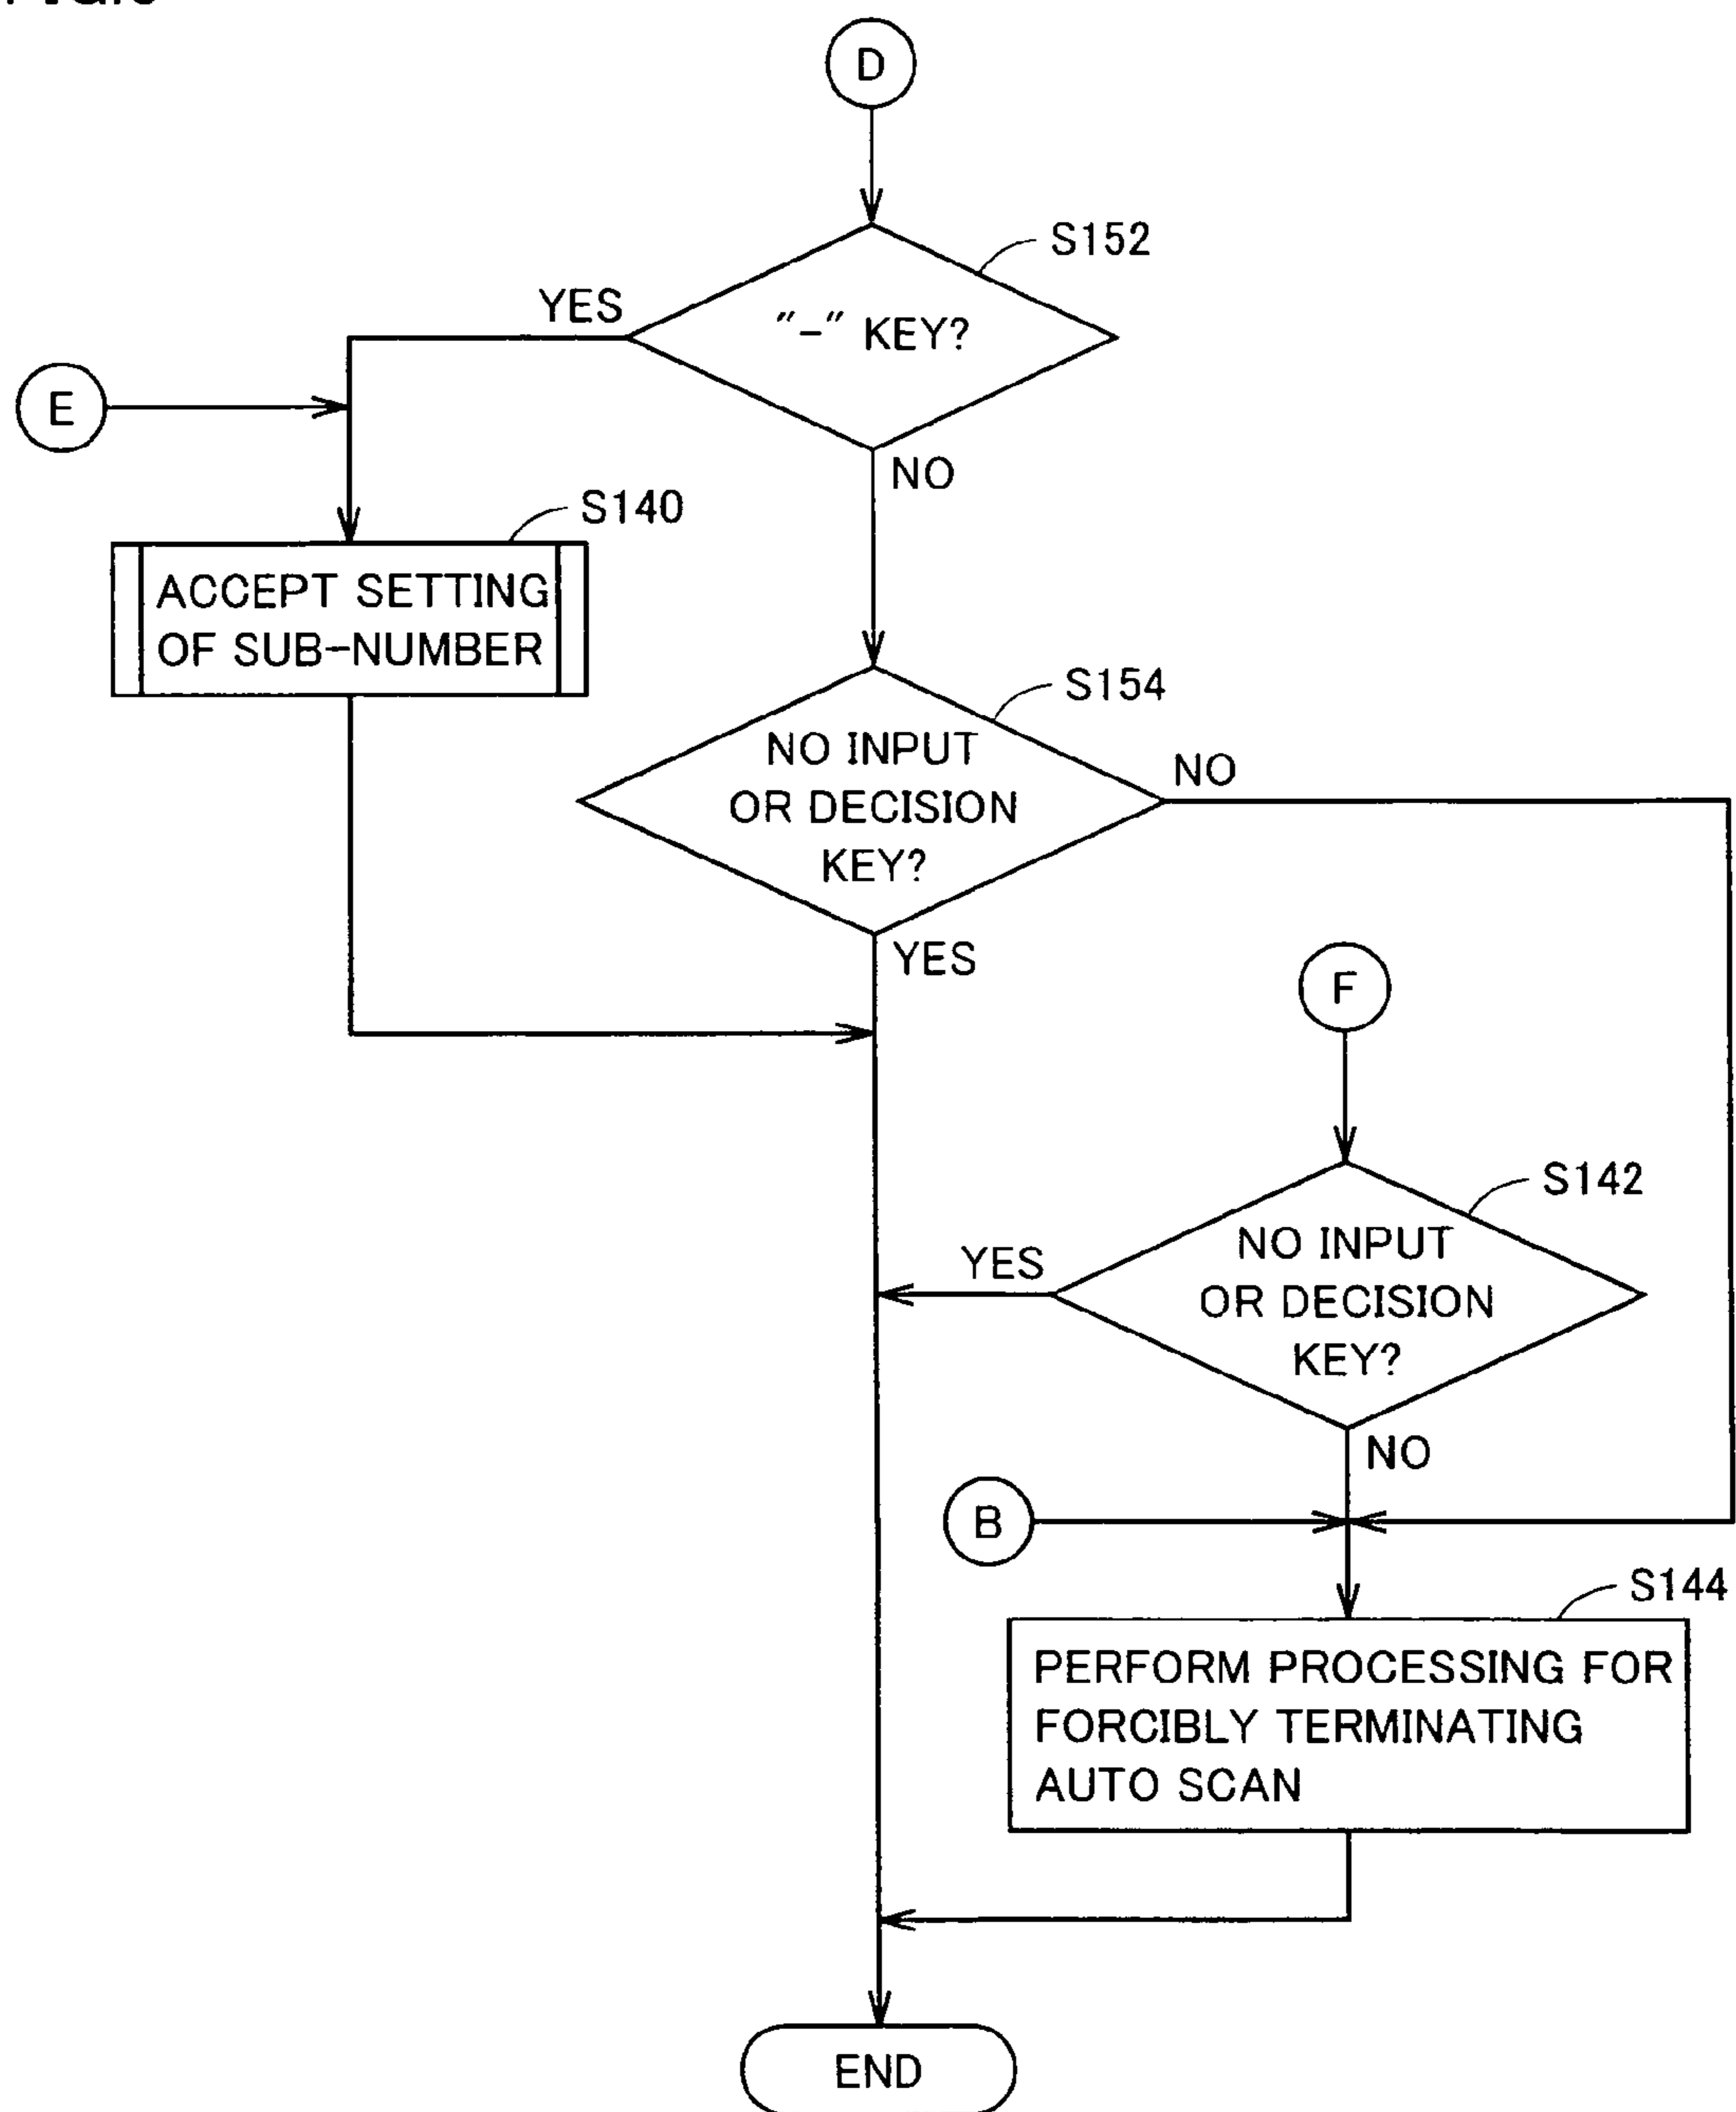 D
S152
YES
"-" KEY?
E
NO
S140
ACCEPT SETTING
OF SUB-NUMBER
S154
NO INPUT
OR DECISION
KEY?
NO
YES
F
S142
YES
NO INPUT
OR DECISION
KEY?
NO
B
S144
PERFORM PROCESSING FOR
FORCIBLY TERMINATING
AUTO SCAN
END